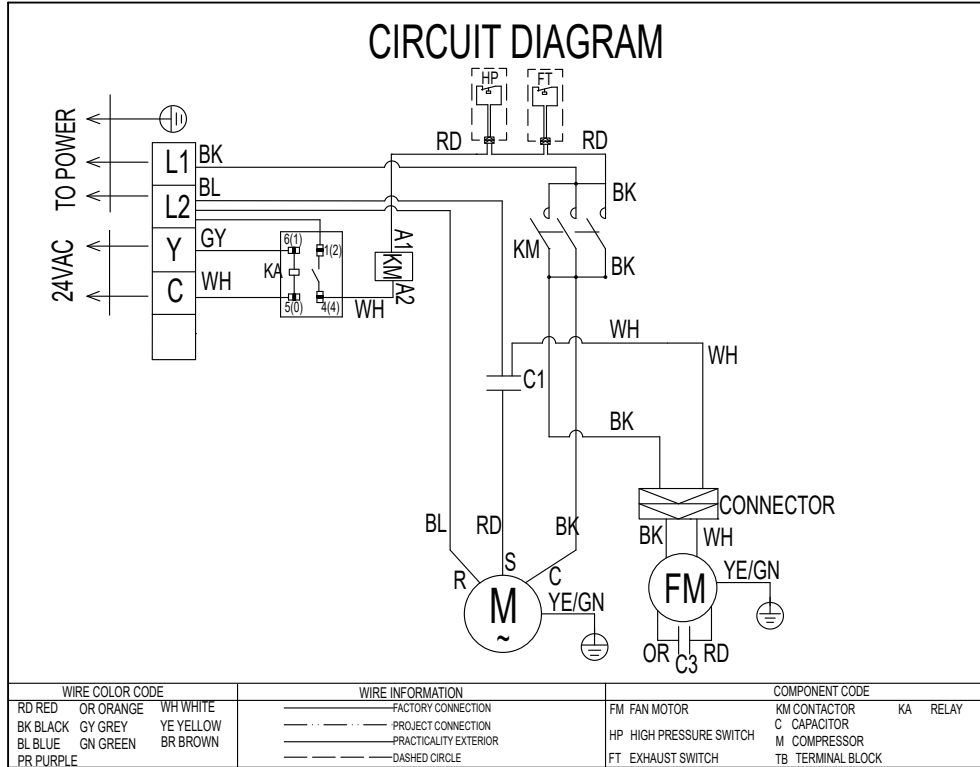 CIRCUIT DIAGRAM
HP FT
RD RD
TO POWER
L1 BK
BK
L2 BL
KM
Y GY
6(1) 1(2)
KA
A1
KM
A2
BK
24VAC
C WH
5(0) 4(4)
WH
WH
WH
C1
BK
CONNECTOR
BL RD BK
BK WH
R S C
M
~
YE/GN
FM
YE/GN
OR C3 RD
WIRE COLOR CODE
RD RED OR ORANGE WH WHITE
BK BLACK GY GREY YE YELLOW
BL BLUE GN GREEN BR BROWN
PR PURPLE
WIRE INFORMATION
FACTORY CONNECTION
PROJECT CONNECTION
PRACTICALITY EXTERIOR
DASHED CIRCLE
COMPONENT CODE
FM FAN MOTOR KM CONTACTOR KA RELAY
C CAPACITOR
HP HIGH PRESSURE SWITCH
M COMPRESSOR
FT EXHAUST SWITCH TB TERMINAL BLOCK